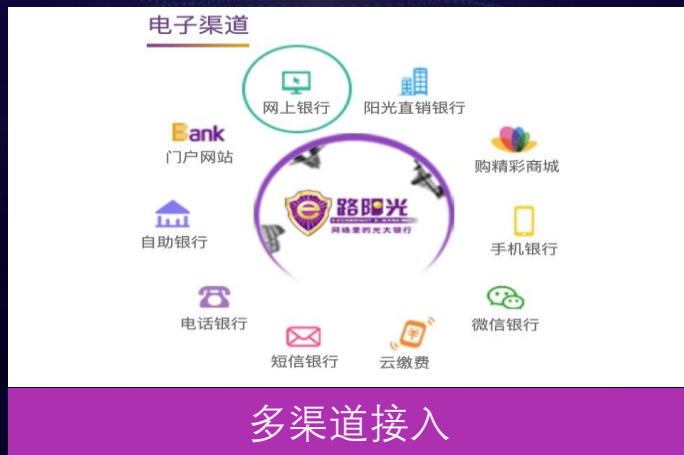 电子渠道
网上银行
阳光直销银行
Bank
门户网站
购精彩商城
e路阳光
网络里的光大银行
自助银行
手机银行
电话银行
微信银行
短信银行
云缴费
多渠道接入